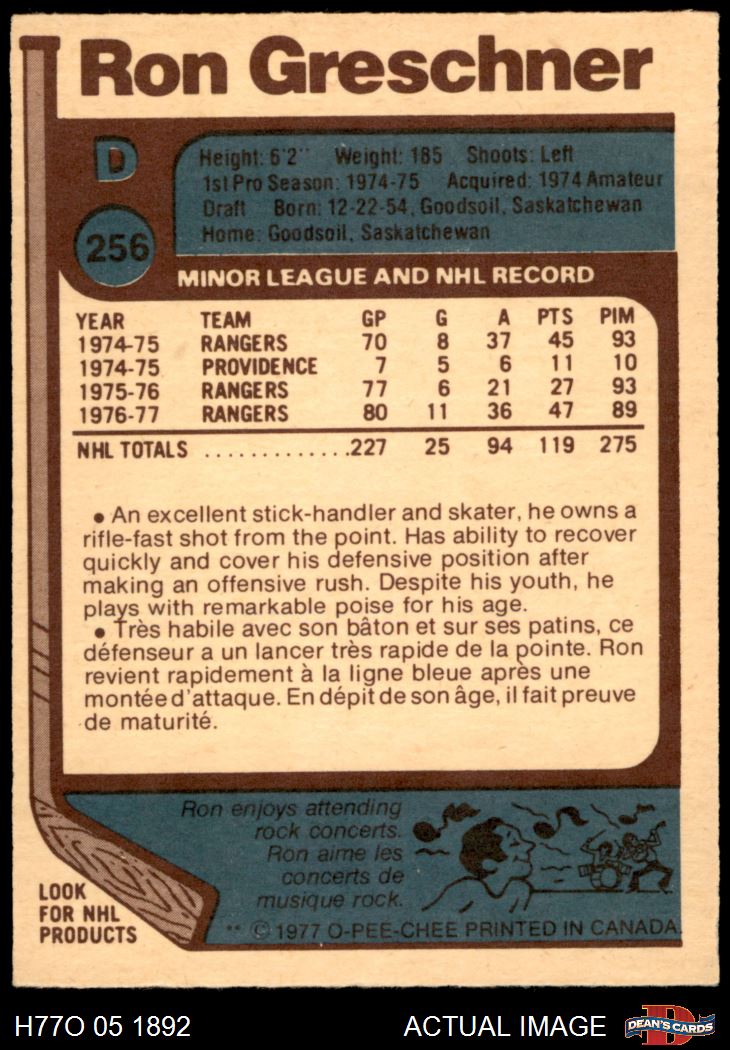 Ron Greschner
D
Height: 6'2" Weight: 185 Shoots: Left
1st Pro Season: 1974-75 Acquired: 1974 Amateur
Draft Born: 12-22-54, Goodsoil, Saskatchewan
Home: Goodsoil, Saskatchewan
256
MINOR LEAGUE AND NHL RECORD
YEAR TEAM GP G A PTS PIM
1974-75 RANGERS 70 8 37 45 93
1974-75 PROVIDENCE 7 5 6 11 10
1975-76 RANGERS 77 6 21 27 93
1976-77 RANGERS 80 11 36 47 89
NHL TOTALS .............227 25 94 119 275
● An excellent stick-handler and skater, he owns a
rifle-fast shot from the point. Has ability to recover
quickly and cover his defensive position after
making an offensive rush. Despite his youth, he
plays with remarkable poise for his age.
● Très habile avec son bâton et sur ses patins, ce
défenseur a un lancer très rapide de la pointe. Ron
revient rapidement à la ligne bleue après une
montée d'attaque. En dépit de son âge, il fait preuve
de maturité.
Ron enjoys attending
rock concerts.
Ron aime les
concerts de
musique rock.
LOOK
FOR NHL
PRODUCTS
** © 1977 O-PEE-CHEE PRINTED IN CANADA.
H77O 05 1892 ACTUAL IMAGE
D
DEAN'S CARDS